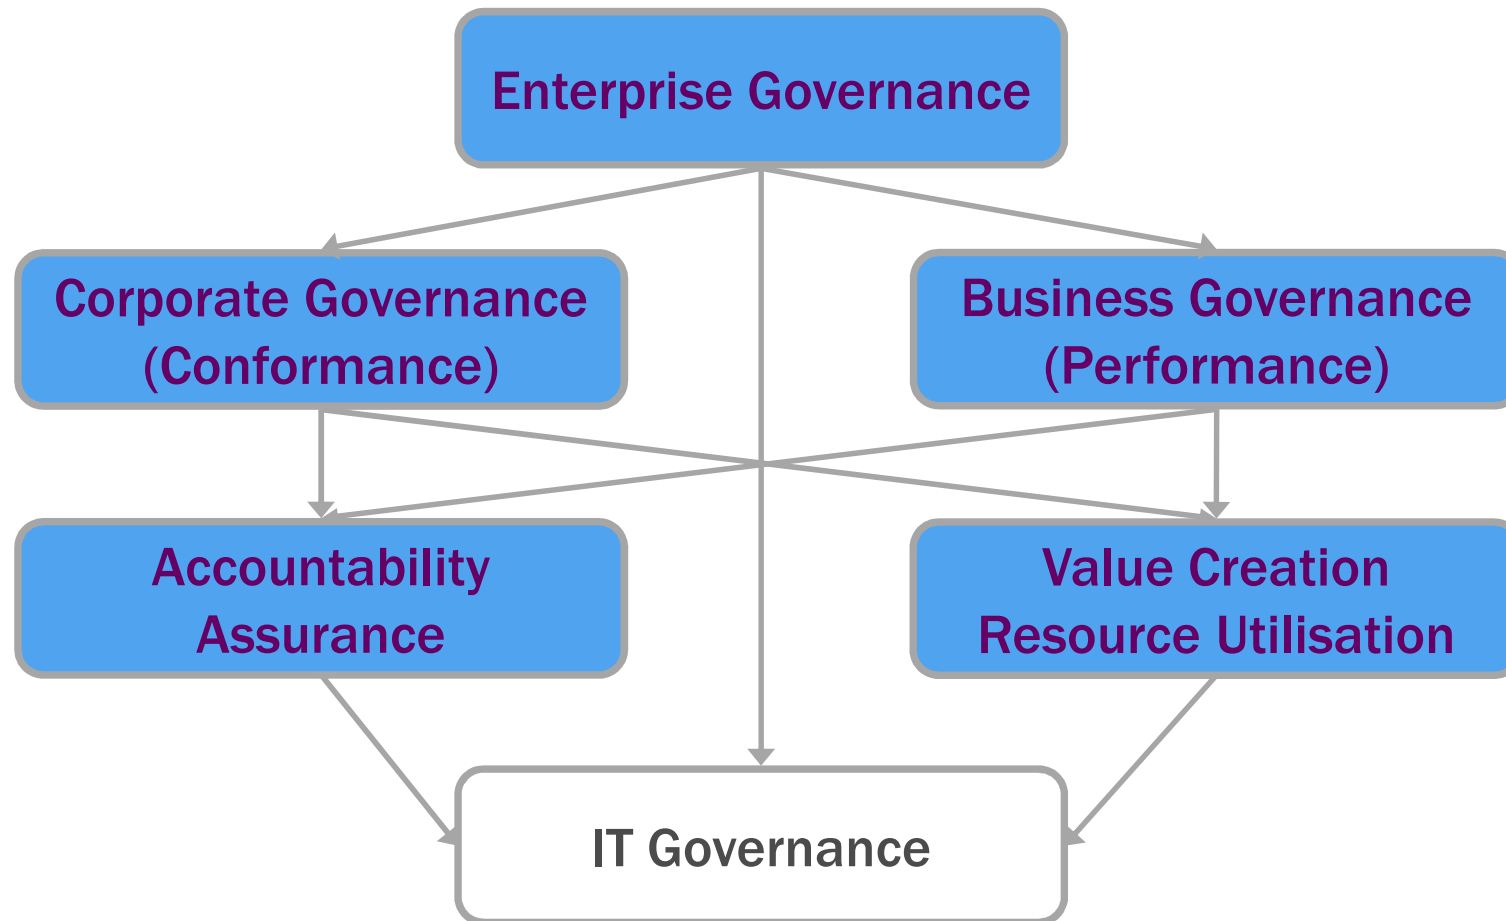 Enterprise Governance
Corporate Governance
(Conformance)
Business Governance
(Performance)
Accountability
Assurance
Value Creation
Resource Utilisation
IT Governance